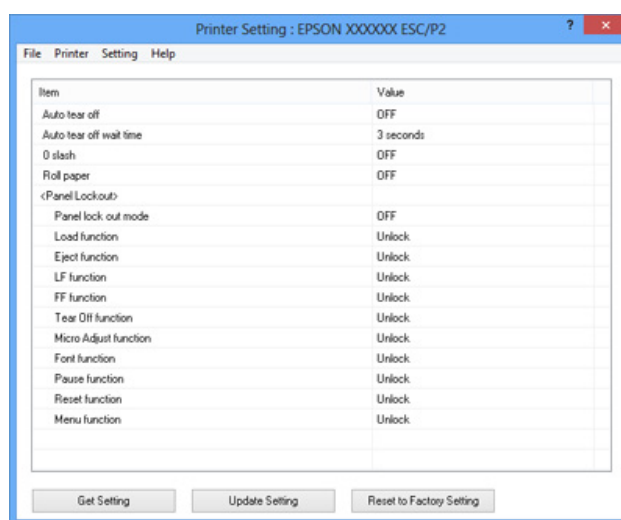 Printer Setting : EPSON XXXXXX ESC/P2 ? ×
File Printer Setting Help
Item Value
Auto tear off OFF
Auto tear off wait time 3 seconds
0 slash OFF
Roll paper OFF
<Panel Lockout>
Panel lock out mode OFF
Load function Unlock
Eject function Unlock
LF function Unlock
FF function Unlock
Tear Off function Unlock
Micro Adjust function Unlock
Font function Unlock
Pause function Unlock
Reset function Unlock
Menu function Unlock
Get Setting Update Setting Reset to Factory Setting